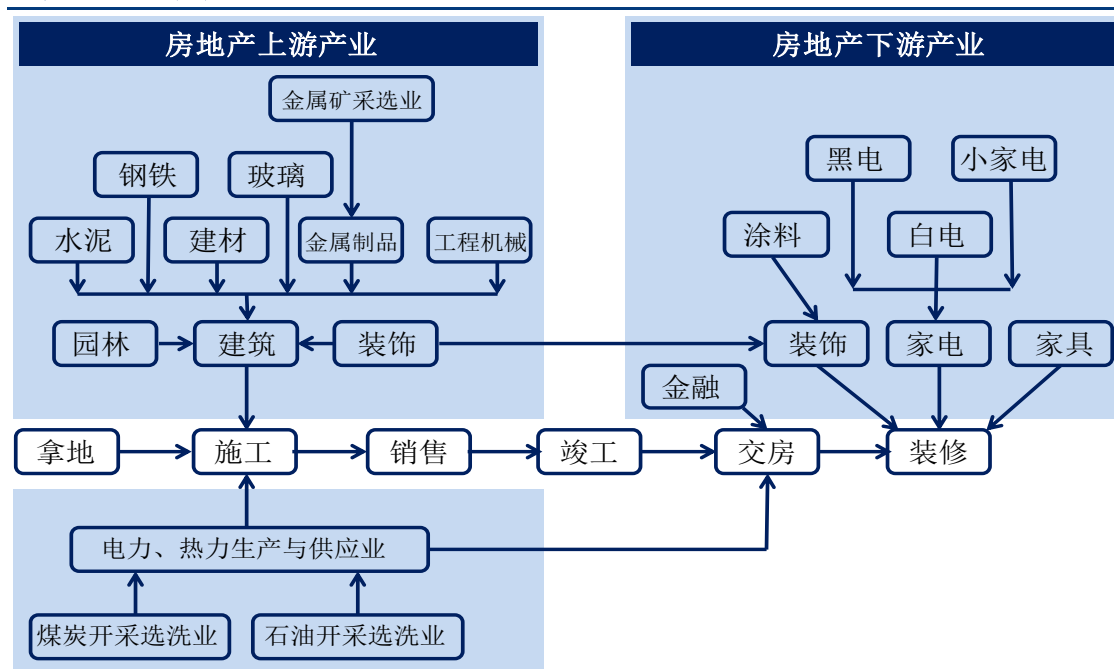 房地产上游产业
房地产下游产业
金属矿采选业
钢铁
玻璃
黑电
小家电
水泥
建材
金属制品
工程机械
涂料
白电
园林
建筑
装饰
装饰
家电
家具
金融
拿地
施工
销售
竣工
交房
装修
电力、热力生产与供应业
煤炭开采选洗业
石油开采选洗业